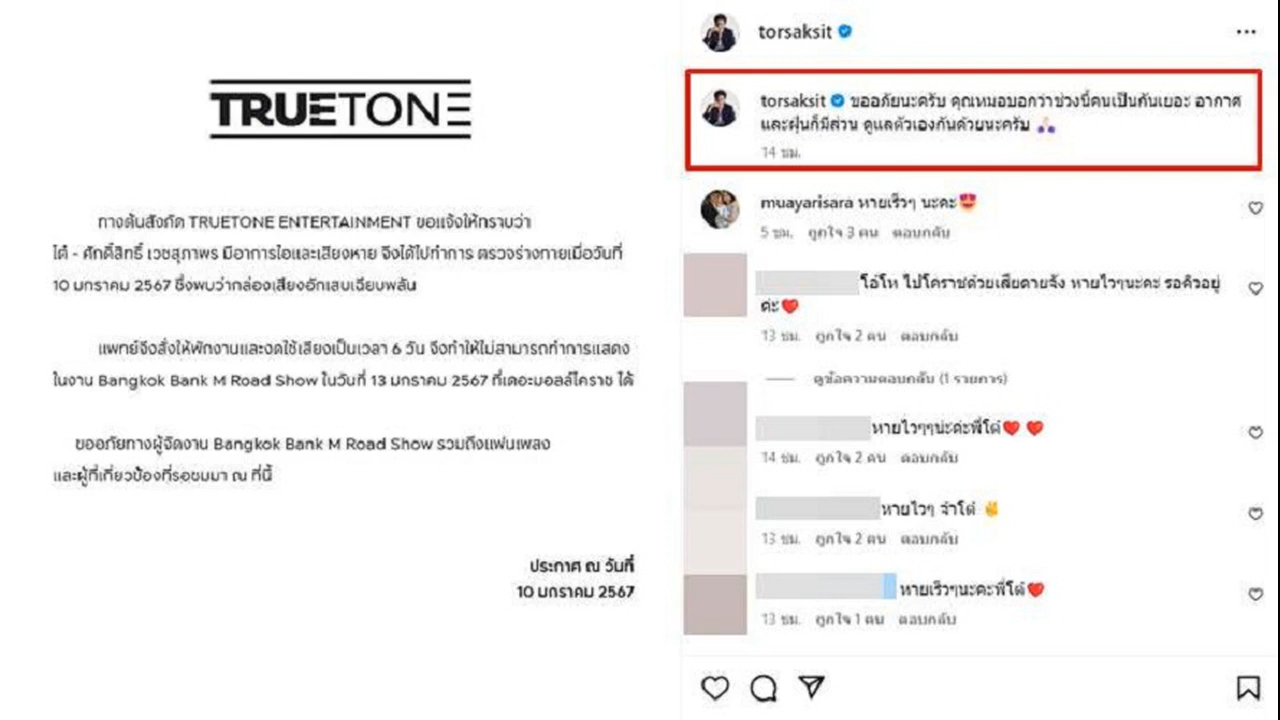 TRUETONE
ทางต้นสังกัด TRUETONE ENTERTAINMENT ขอแจ้งให้ทราบว่า
โต๋ - ศักดิ์สิทธิ์ เวชสุภาพร มีอาการไอและเสียงหาย จึงได้ไปทำการ ตรวจร่างกายเมื่อวันที่
10 มกราคม 2567 ซึ่งพบว่ากล่องเสียงอักเสบเฉียบพลัน
แพทย์จึงสั่งให้พักงานและงดใช้เสียงเป็นเวลา 6 วัน จึงทำให้ไม่สามารถทำการแสดง
ในงาน Bangkok Bank M Road Show ในวันที่ 13 มกราคม 2567 ที่เดอะมอลล์โคราช ได้
ขออภัยทางผู้จัดงาน Bangkok Bank M Road Show รวมถึงแฟนเพลง
และผู้ที่เกี่ยวข้องที่รอชมมา ณ ที่นี้
ประกาศ ณ วันที่
10 มกราคม 2567
torsaksit
torsaksit ขออภัยนะครับ คุณหมอบอกว่าช่วงนี้คนเป็นกันเยอะ อากาศ
และฝุ่นก็มีส่วน ดูแลตัวเองกันด้วยนะครับ 🙏🏻
14 ชม.
muayarisara หายเร็วๆ นะคะ😍
5 ชม. ถูกใจ 3 คน ตอบกลับ
โอ๋โห ไปโคราชด้วยเสียดายจัง หายไวๆนะคะ รอคิวอยู่
ค่ะ❤️
13 ชม. ถูกใจ 2 คน ตอบกลับ
ดูข้อความตอบกลับ (1 รายการ)
หายไวๆๆน่ะค่ะพี่โต๋❤️ ❤️
14 ชม. ถูกใจ 2 คน ตอบกลับ
หายไวๆ จ้าโต๋ ✌️
13 ชม. ถูกใจ 2 คน ตอบกลับ
หายเร็วๆนะคะพี่โต๋❤️
13 ชม. ถูกใจ 1 คน ตอบกลับ